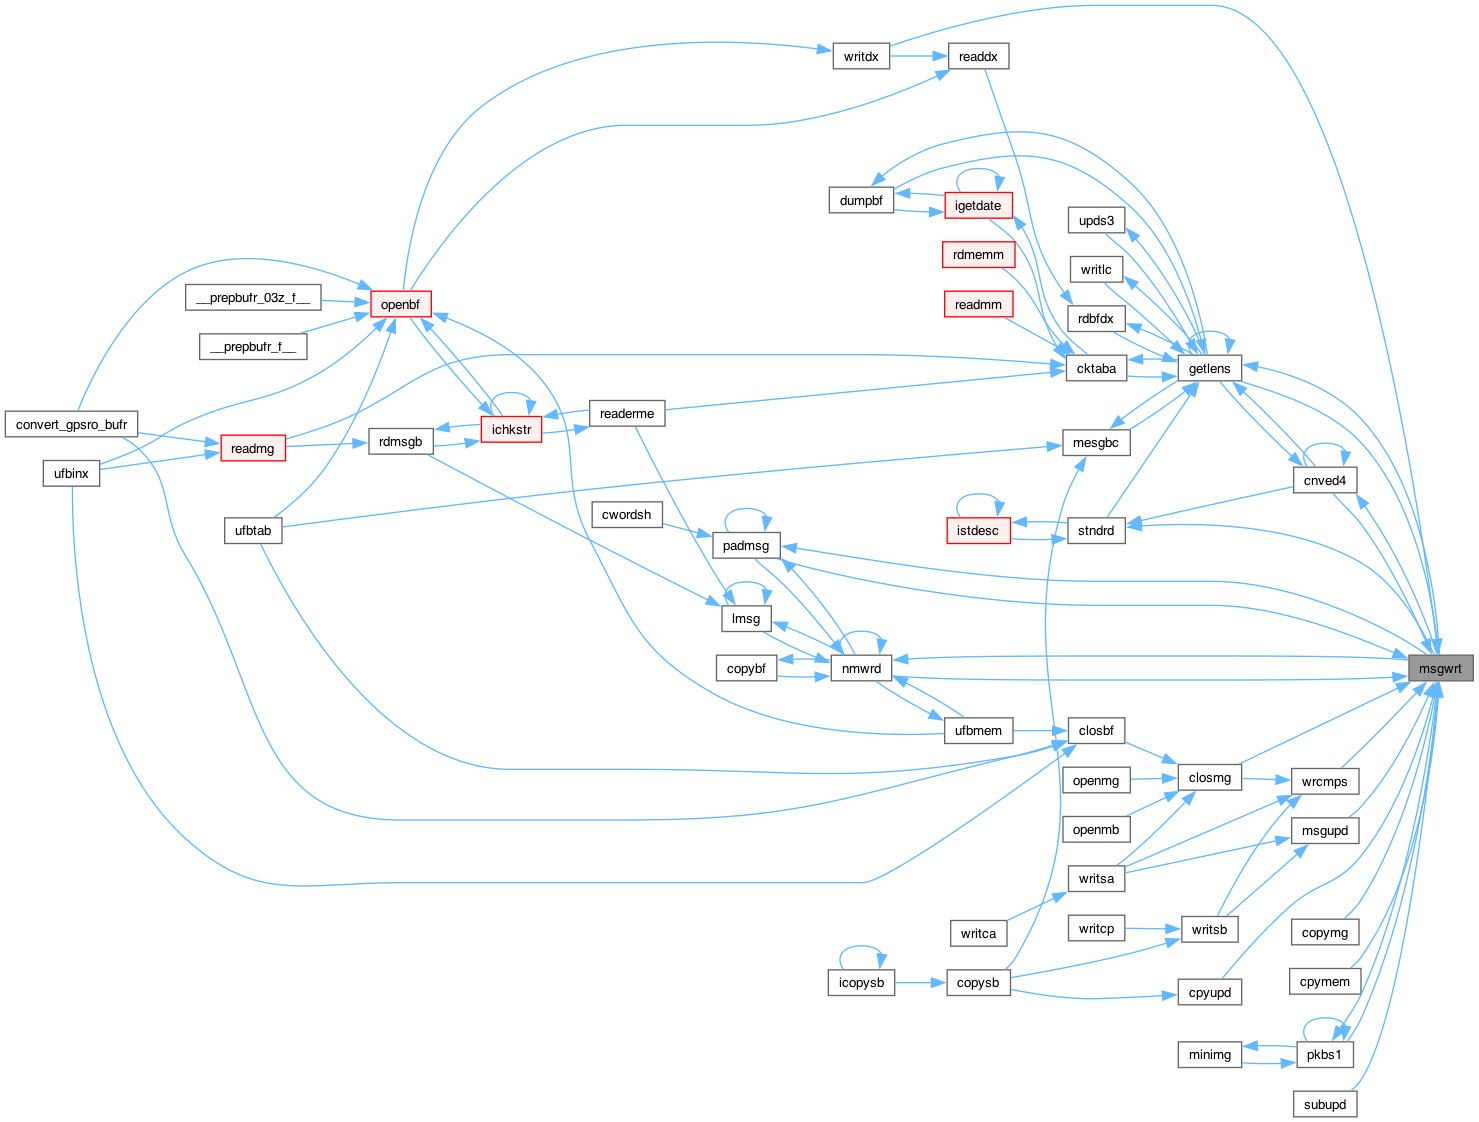 writdx
readdx
dumpbf
igetdate
upds3
rdmemm
writlc
__prepbufr_03z_f__
openbf
readmm
rdbfdx
__prepbufr_f__
cktaba
getlens
convert_gpsro_bufr
readerme
ichkstr
rdmsgb
readmg
mesgbc
ufbinx
cnved4
cwordsh
ufbtab
istdesc
stndrd
padmsg
lmsg
copybf
nmwrd
msgwrt
ufbmem
closbf
openmg
closmg
wrcmps
openmb
msgupd
writsa
writca
writcp
writsb
copymg
icopysb
copysb
cpyupd
cpymem
minimg
pkbs1
subupd